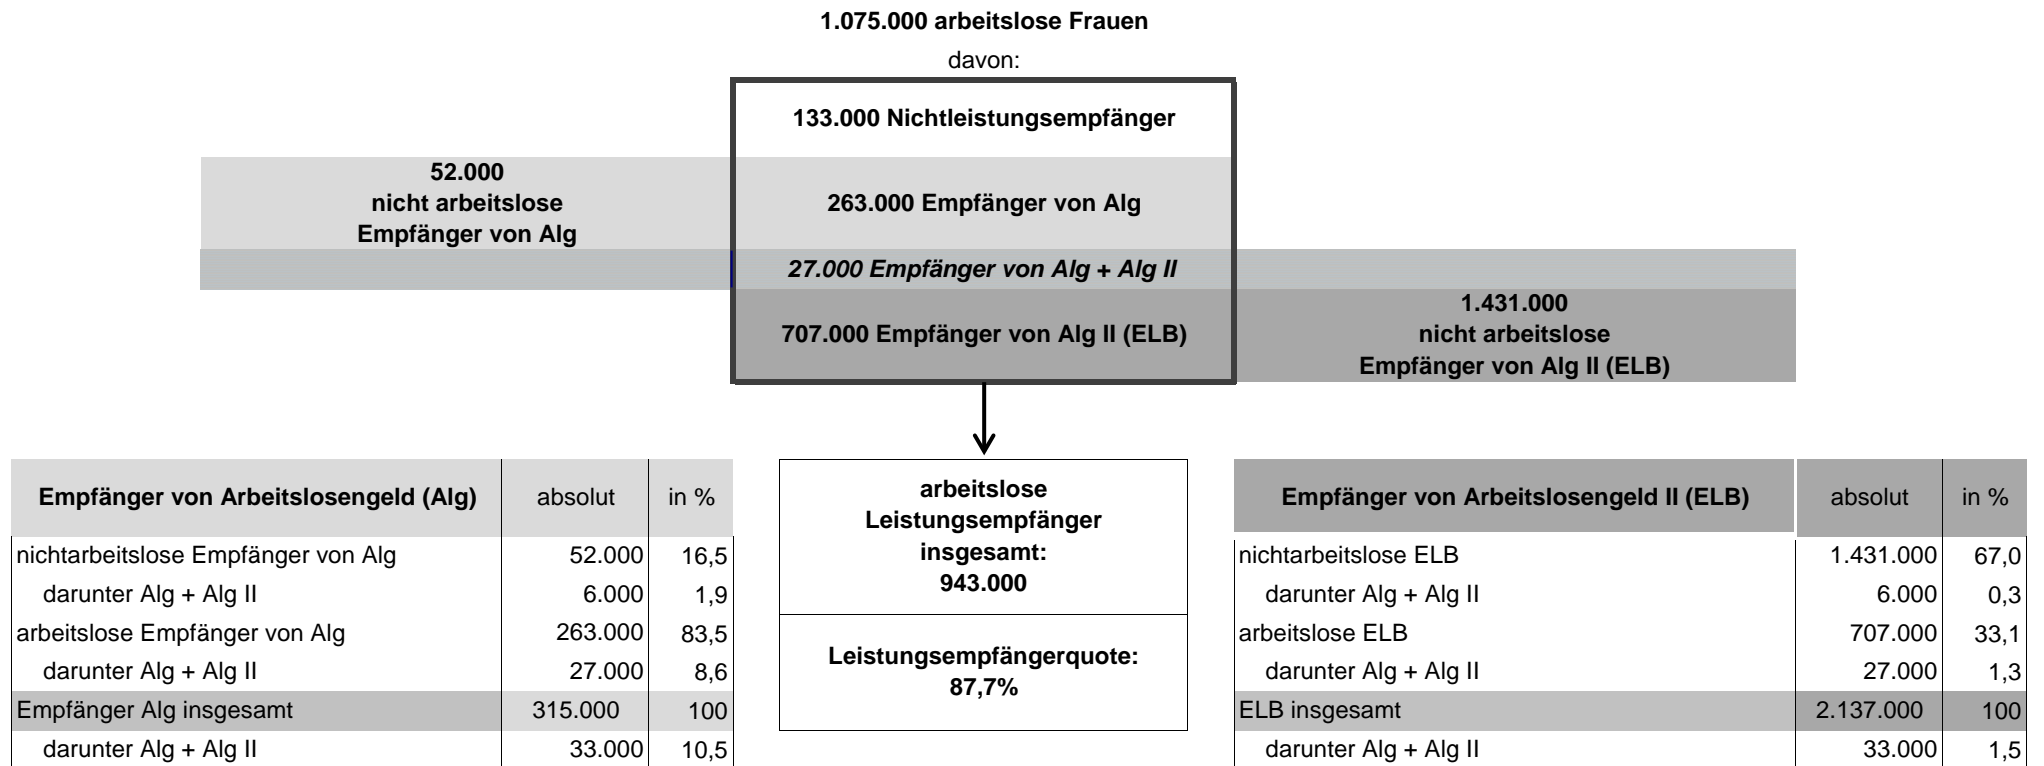 1.075.000 arbeitslose Frauen
davon:
133.000 Nichtleistungsempfänger
52.000
nicht arbeitslose
Empfänger von Alg
263.000 Empfänger von Alg
27.000 Empfänger von Alg + Alg II
707.000 Empfänger von Alg II (ELB)
1.431.000
nicht arbeitslose
Empfänger von Alg II (ELB)
Empfänger von Arbeitslosengeld (Alg) absolut in %
nichtarbeitslose Empfänger von Alg 52.000 16,5
darunter Alg + Alg II 6.000 1,9
arbeitslose Empfänger von Alg 263.000 83,5
darunter Alg + Alg II 27.000 8,6
Empfänger Alg insgesamt 315.000 100
darunter Alg + Alg II 33.000 10,5
arbeitslose
Leistungsempfänger
insgesamt:
943.000
Leistungsempfängerquote:
87,7%
Empfänger von Arbeitslosengeld II (ELB) absolut in %
nichtarbeitslose ELB 1.431.000 67,0
darunter Alg + Alg II 6.000 0,3
arbeitslose ELB 707.000 33,1
darunter Alg + Alg II 27.000 1,3
ELB insgesamt 2.137.000 100
darunter Alg + Alg II 33.000 1,5